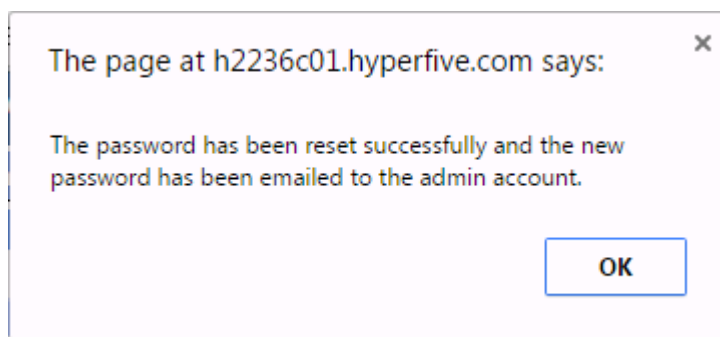 The page at h2236c01.hyperfive.com says:
The password has been reset successfully and the new
password has been emailed to the admin account.
OK